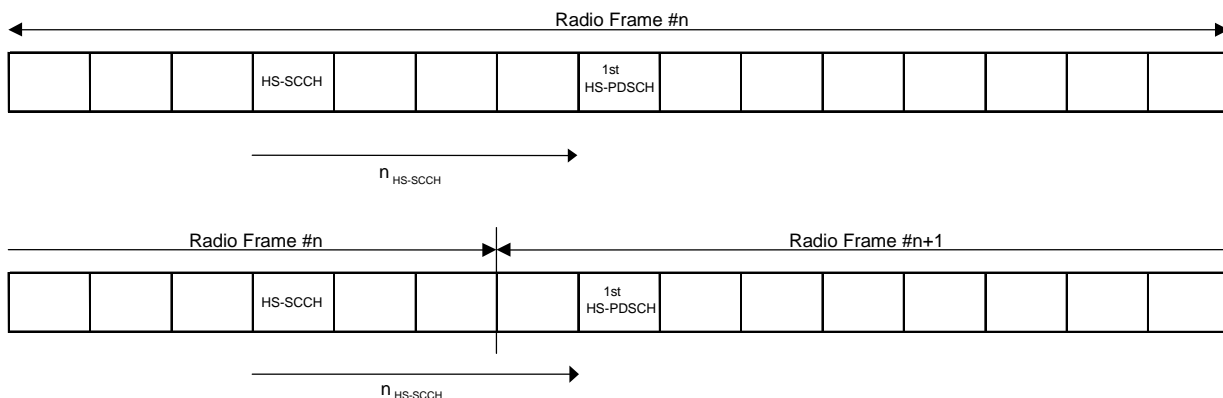 Radio Frame #n
HS-SCCH
1st
HS-PDSCH
n HS-SCCH
Radio Frame #n
Radio Frame #n+1
HS-SCCH
1st
HS-PDSCH
n HS-SCCH